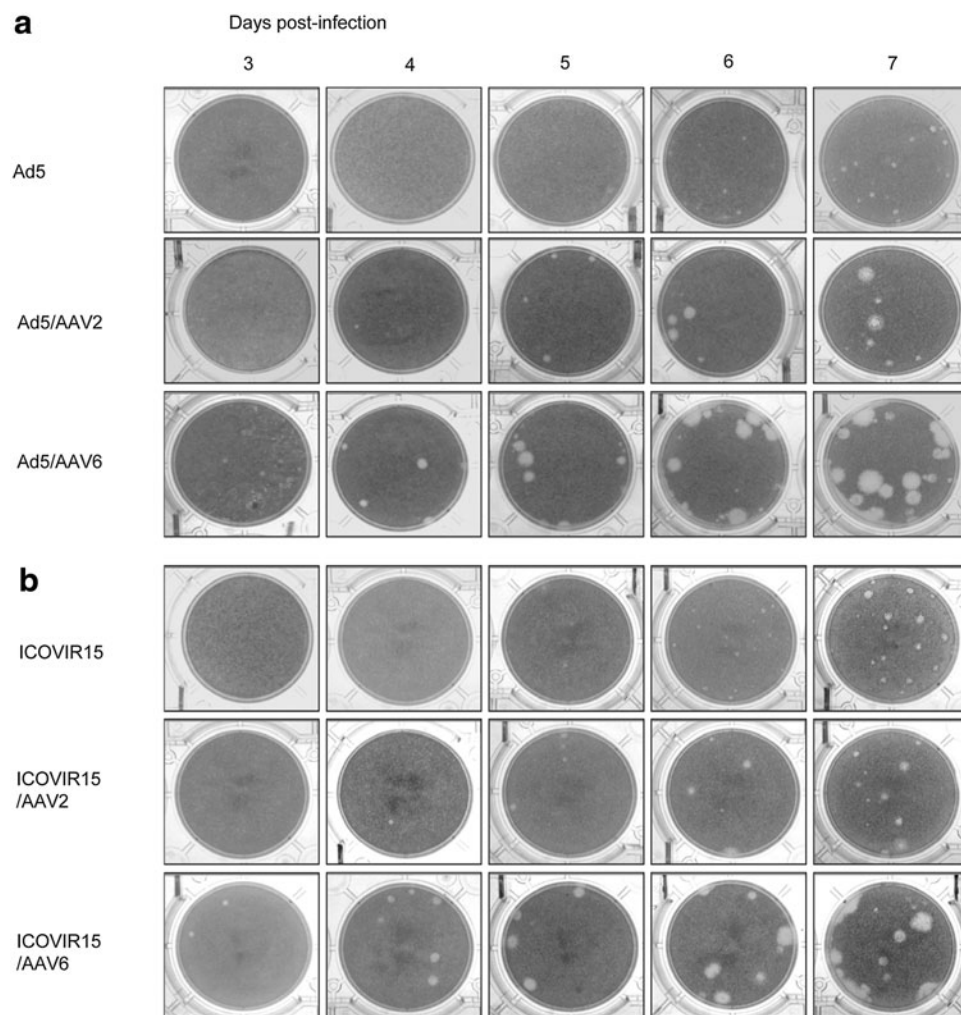 a
Days post-infection
3 4 5 6 7
Ad5
Ad5/AAV2
Ad5/AAV6
b
ICOVIR15
ICOVIR15
/AAV2
ICOVIR15
/AAV6